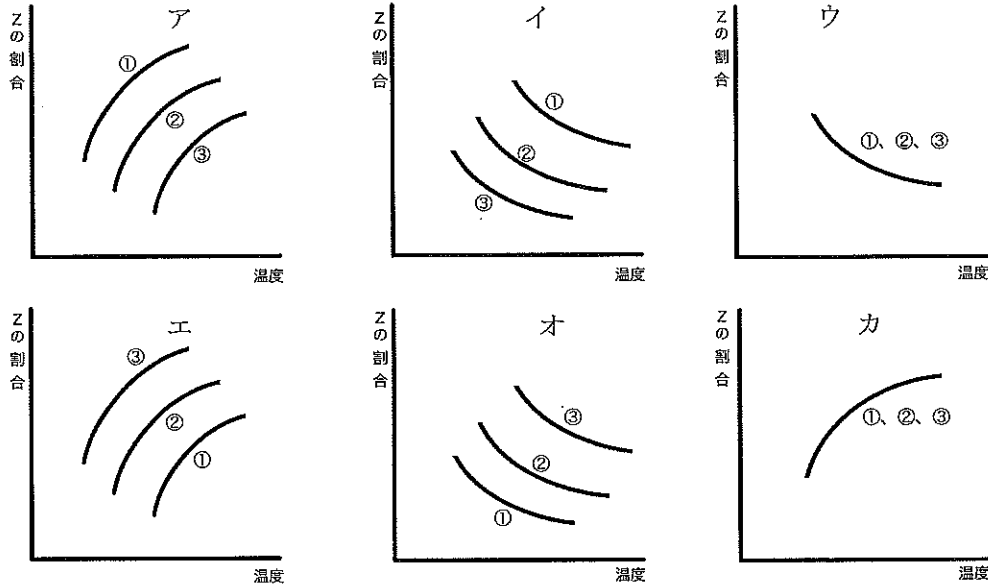 ア
Zの割合
①
②
③
温度
イ
Zの割合
①
②
③
温度
ウ
Zの割合
①、②、③
温度
エ
Zの割合
③
②
①
温度
オ
Zの割合
③
②
①
温度
カ
Zの割合
①、②、③
温度